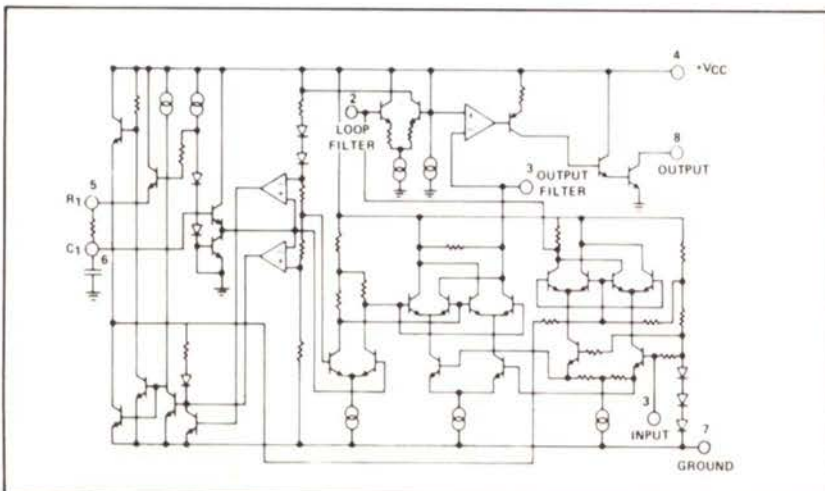 4
+VCC
2
LOOP
FILTER
8
OUTPUT
3 OUTPUT
FILTER
5
R1
C1
6
3
INPUT
7
GROUND